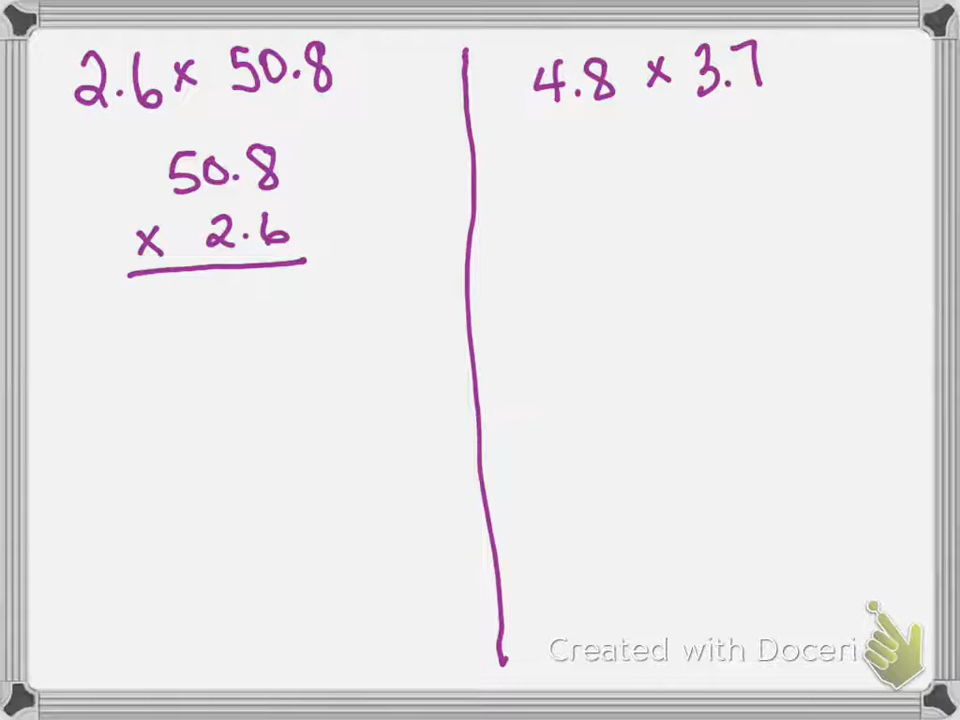 2.6 x 50.8
50.8
x 2.6
4.8 x 3.7
Created with Doceri